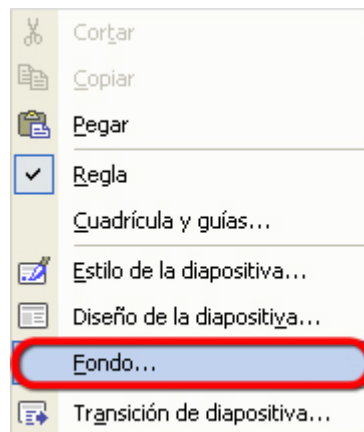 Cortar
Copiar
Pegar
Regla
Cuadrícula y guías...
Estilo de la diapositiva...
Diseño de la diapositiva...
Fondo...
Transición de diapositiva...